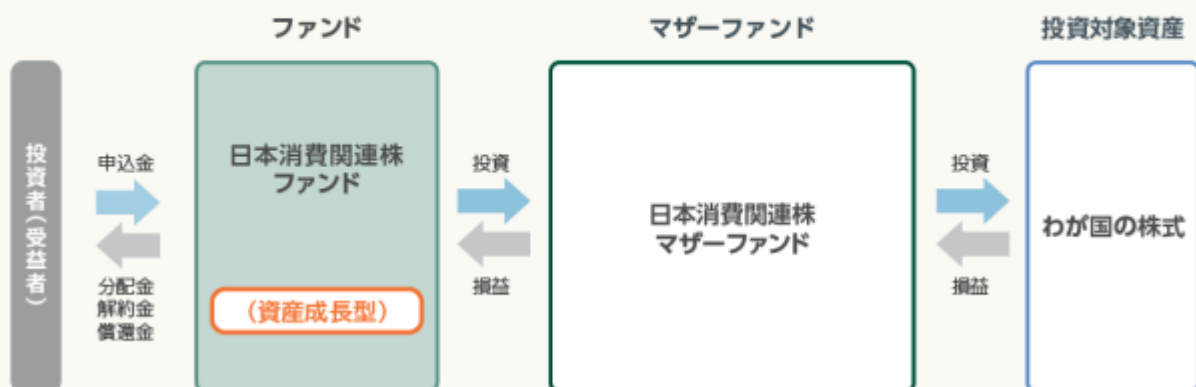 ファンド
マザーファンド
投資対象資産
投資者(受益者)
申込金
分配金
解約金
償還金
日本消費関連株
ファンド
(資産成長型)
投資
損益
日本消費関連株
マザーファンド
投資
損益
わが国の株式